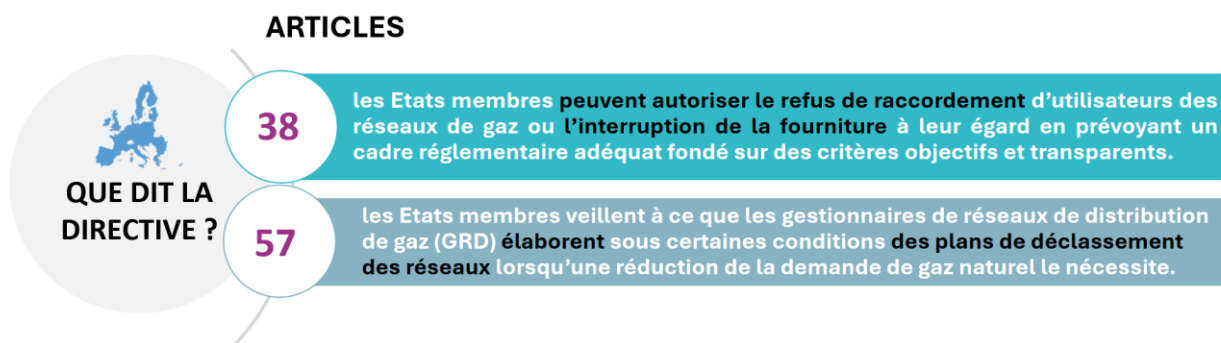 ARTICLES
QUE DIT LA
DIRECTIVE ?
38
les Etats membres peuvent autoriser le refus de raccordement d’utilisateurs des
réseaux de gaz ou l’interruption de la fourniture à leur égard en prévoyant un
cadre réglementaire adéquat fondé sur des critères objectifs et transparents.
57
les Etats membres veillent à ce que les gestionnaires de réseaux de distribution
de gaz (GRD) élaborent sous certaines conditions des plans de déclassement
des réseaux lorsqu’une réduction de la demande de gaz naturel le nécessite.